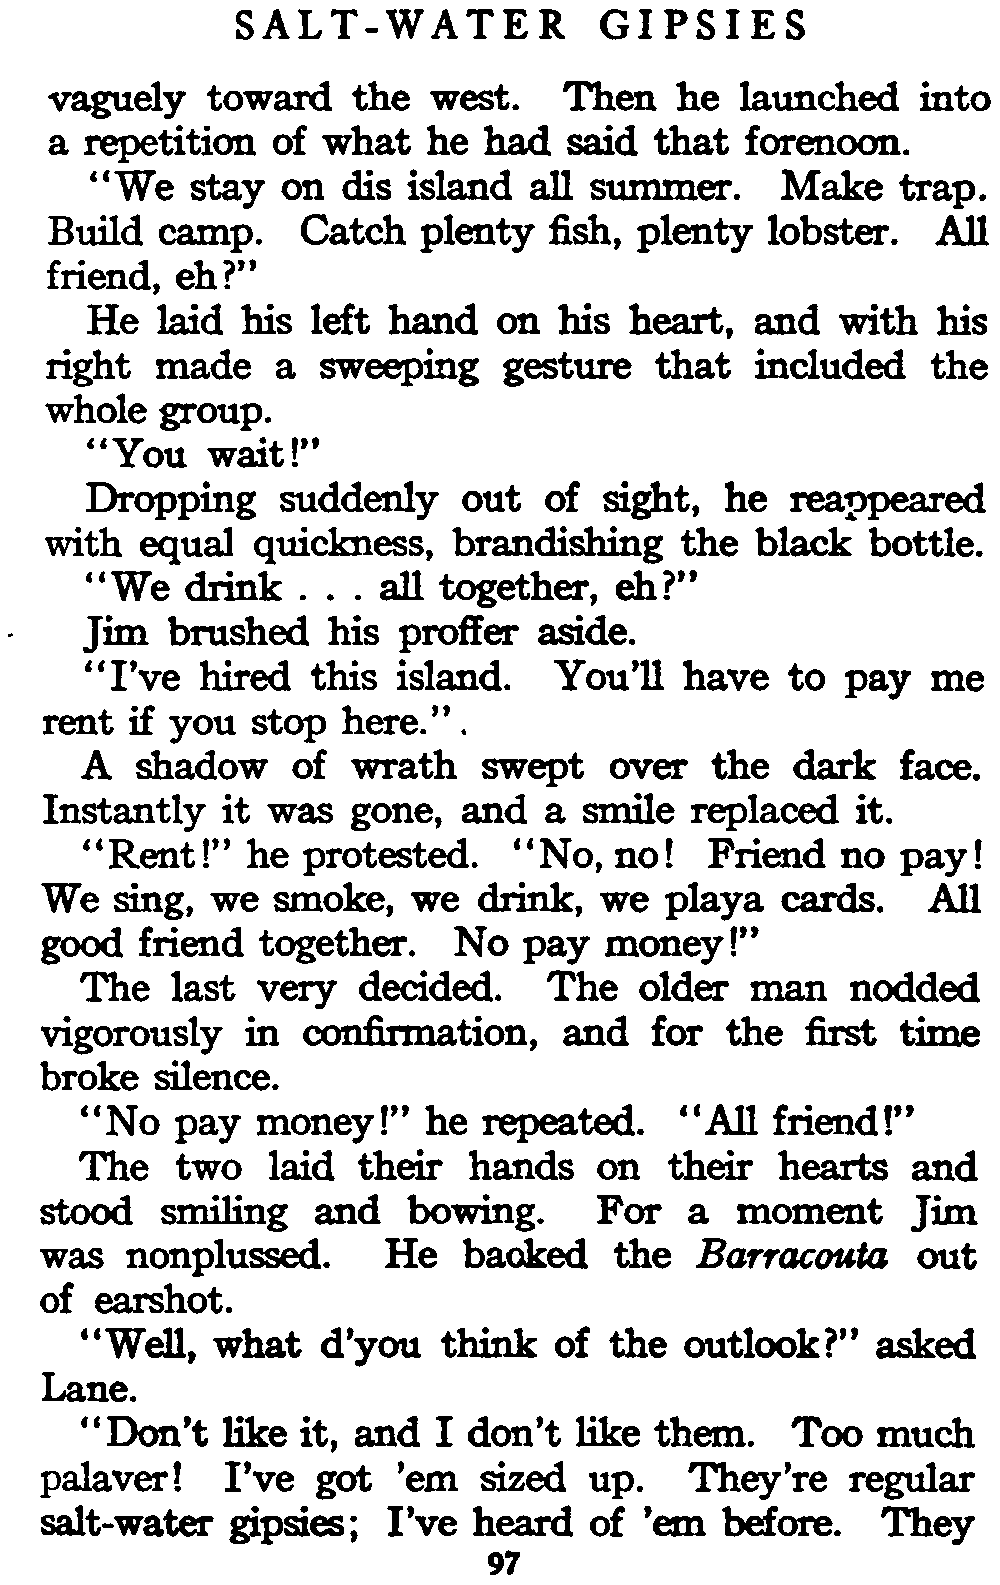 SALT-WATER GIPSIES
vaguely toward the west. Then he launched into
a repetition of what he had said that forenoon.
"We stay on dis island all summer. Make trap.
Build camp. Catch plenty fish, plenty lobster. All
friend, eh?"
He laid his left hand on his heart, and with his
right made a sweeping gesture that included the
whole group.
"You wait!"
Dropping suddenly out of sight, he reappeared
with equal quickness, brandishing the black bottle.
"We drink . . . all together, eh?"
Jim brushed his proffer aside.
"I've hired this island. You'll have to pay me
rent if you stop here.".
A shadow of wrath swept over the dark face.
Instantly it was gone, and a smile replaced it.
"Rent!" he protested. "No, no! Friend no pay!
We sing, we smoke, we drink, we playa cards. All
good friend together. No pay money!"
The last very decided. The older man nodded
vigorously in confirmation, and for the first time
broke silence.
"No pay money!" he repeated. "All friend!"
The two laid their hands on their hearts and
stood smiling and bowing. For a moment Jim
was nonplussed. He backed the Barracouta out
of earshot.
"Well, what d'you think of the outlook?" asked
Lane.
"Don't like it, and I don't like them. Too much
palaver! I've got 'em sized up. They're regular
salt-water gipsies; I've heard of 'em before. They
97